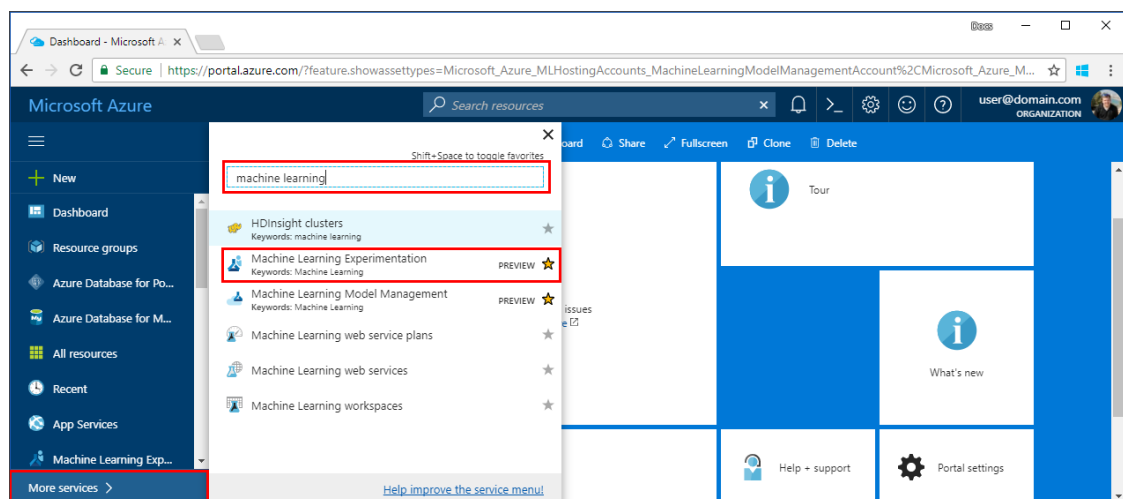 Doss
Dashboard - Microsoft A
Secure | https://portal.azure.com/?feature.showassettypes=Microsoft_Azure_MLHostingAccounts_MachineLearningModelManagementAccount%2CMicrosoft_Azure_M...
Microsoft Azure
Search resources
user@domain.com
ORGANIZATION
Shift+Space to toggle favorites
oard
Share
Fullscreen
Clone
Delete
New
machine learning
Tour
Dashboard
HDInsight clusters
Keywords: machine learning
Resource groups
Machine Learning Experimentation
Keywords: Machine Learning
PREVIEW
Azure Database for Po...
Machine Learning Model Management
Keywords: Machine Learning
PREVIEW
issues
e
Azure Database for M...
Machine Learning web service plans
All resources
Machine Learning web services
What's new
Recent
Machine Learning workspaces
App Services
Machine Learning Exp...
Help + support
Portal settings
More services >
Help improve the service menu!